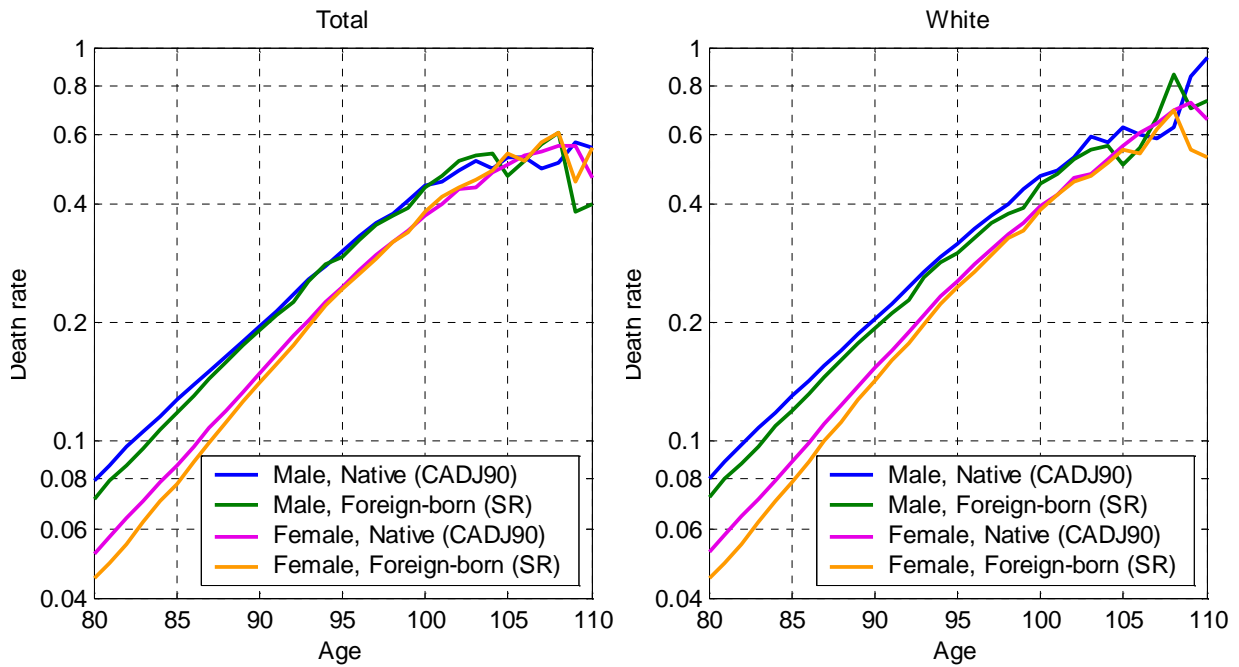 Total
1
0.8
0.6
0.4
0.2
0.1
0.08
0.06
0.04
Death rate
Male, Native (CADJ90)
Male, Foreign-born (SR)
Female, Native (CADJ90)
Female, Foreign-born (SR)
80 85 90 95 100 105 110
Age
White
1
0.8
0.6
0.4
0.2
0.1
0.08
0.06
0.04
Death rate
Male, Native (CADJ90)
Male, Foreign-born (SR)
Female, Native (CADJ90)
Female, Foreign-born (SR)
80 85 90 95 100 105 110
Age